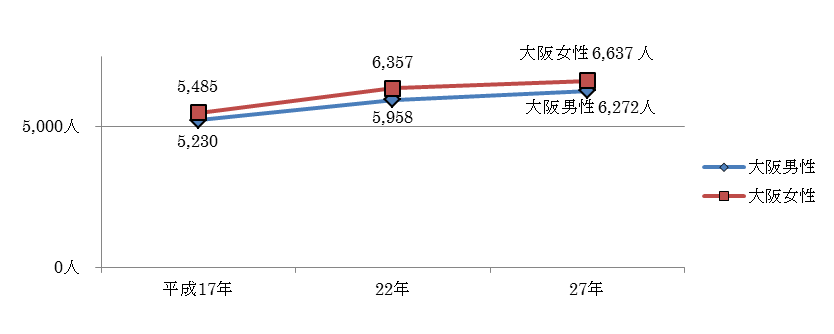 大阪女性 6,637 人
6,357
5,485
大阪男性 6,272人
5,958
5,230
5,000人
0人
平成17年
22年
27年
大阪男性
大阪女性